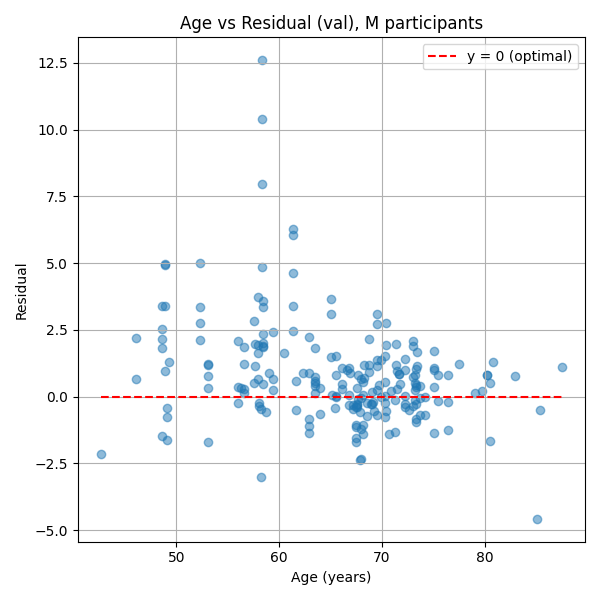 Age vs Residual (val), M participants
y = 0 (optimal)
12.5
10.0
7.5
5.0
2.5
0.0
−2.5
−5.0
Residual
50 60 70 80
Age (years)